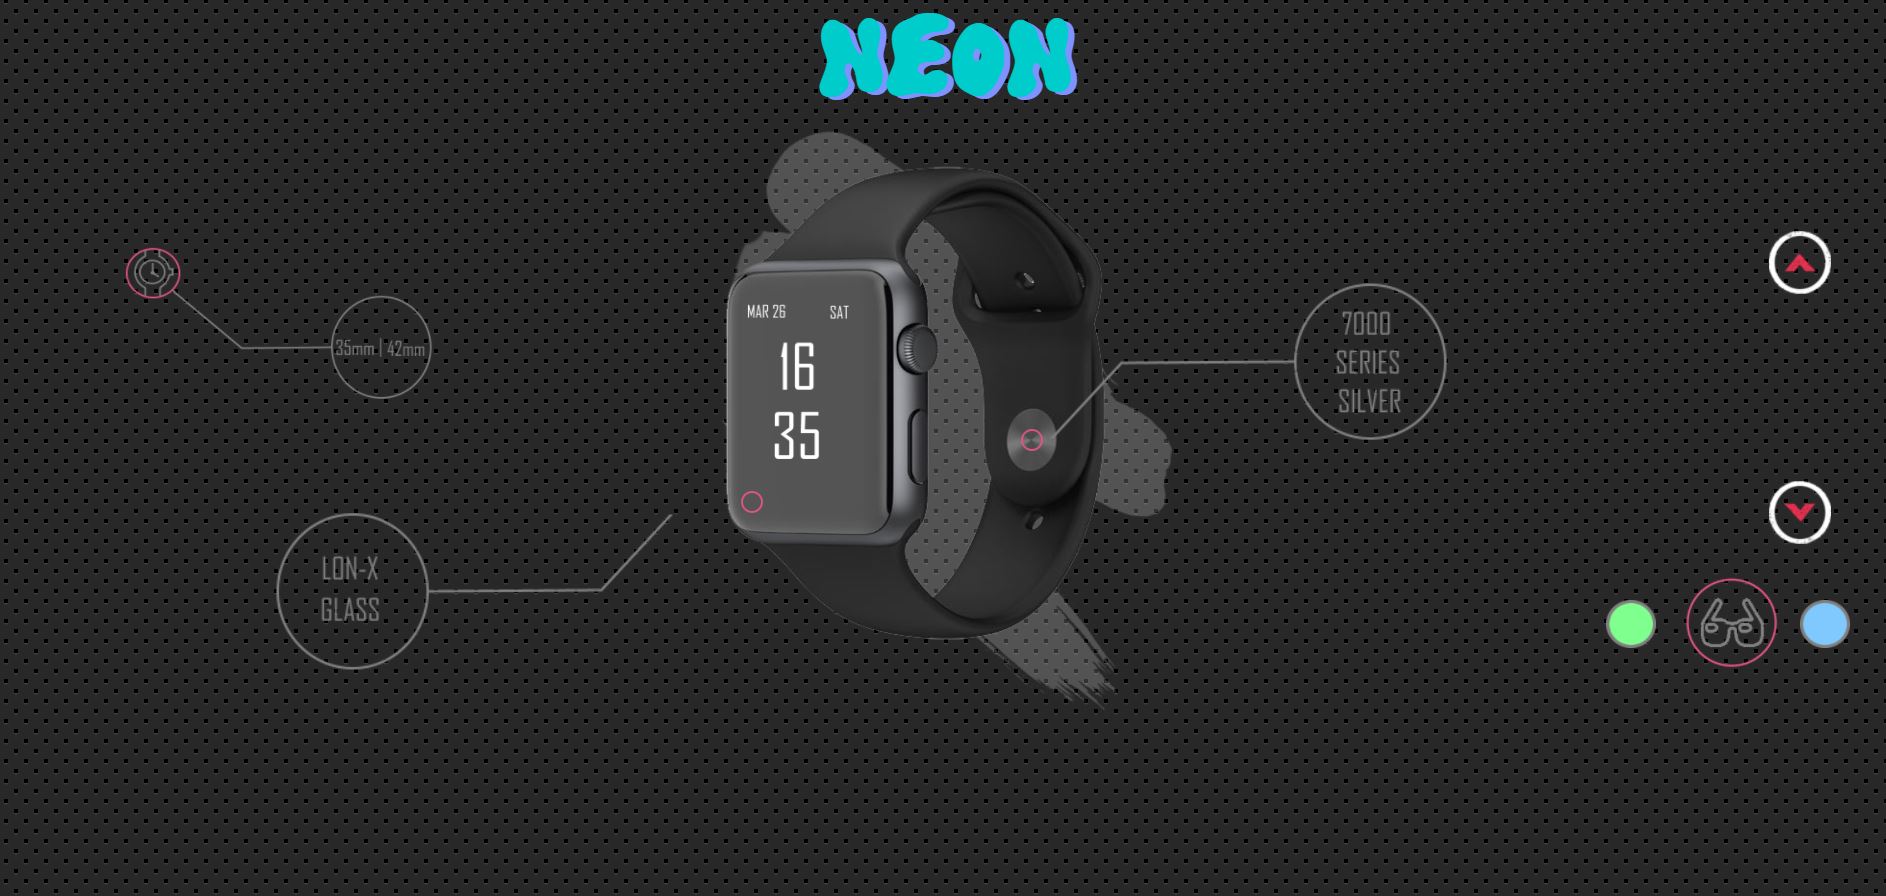 NEON
MAR 26 SAT
16
35
35mm | 42mm
7000
SERIES
SILVER
LON-X
GLASS